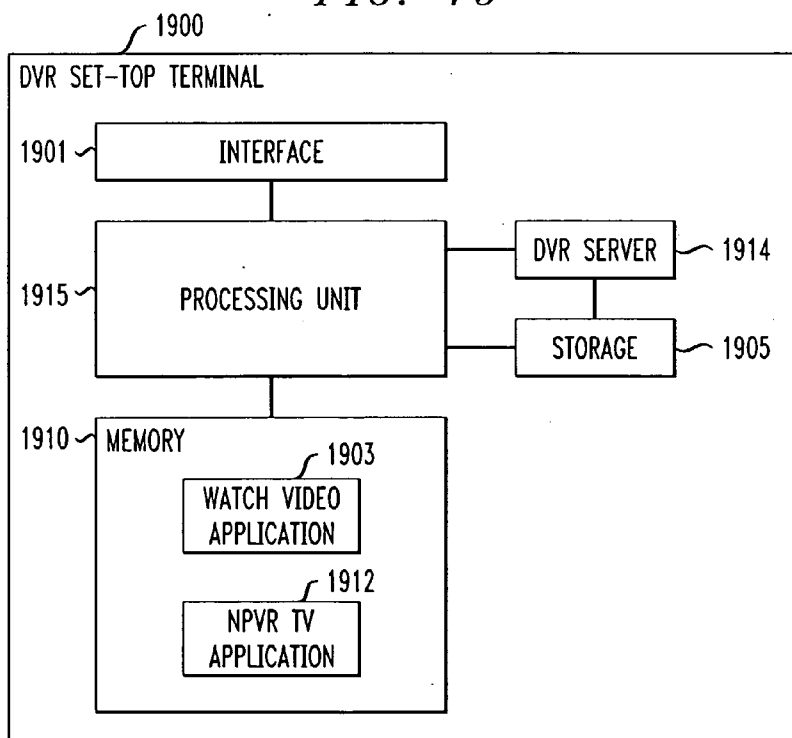 1900
DVR SET-TOP TERMINAL
1901
INTERFACE
1915
PROCESSING UNIT
DVR SERVER
1914
STORAGE
1905
1910
MEMORY
1903
WATCH VIDEO
APPLICATION
1912
NPVR TV
APPLICATION